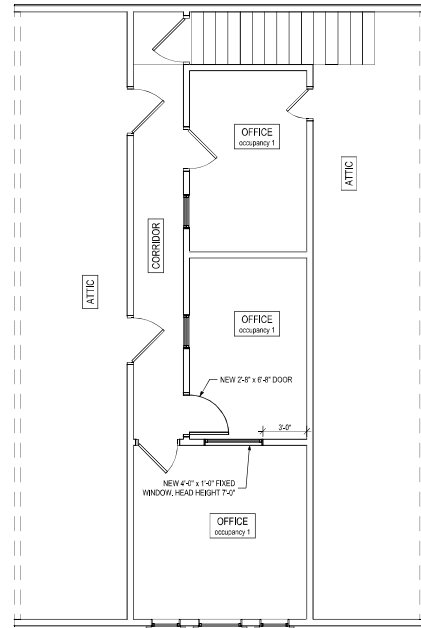 OFFICE
occupancy 1
ATTIC
CORRIDOR
ATTIC
OFFICE
occupancy 1
NEW 2'-8" x 6'-8" DOOR
3'-0"
NEW 4'-0" x 1'-0" FIXED
WINDOW. HEAD HEIGHT 7'-0"
OFFICE
occupancy 1